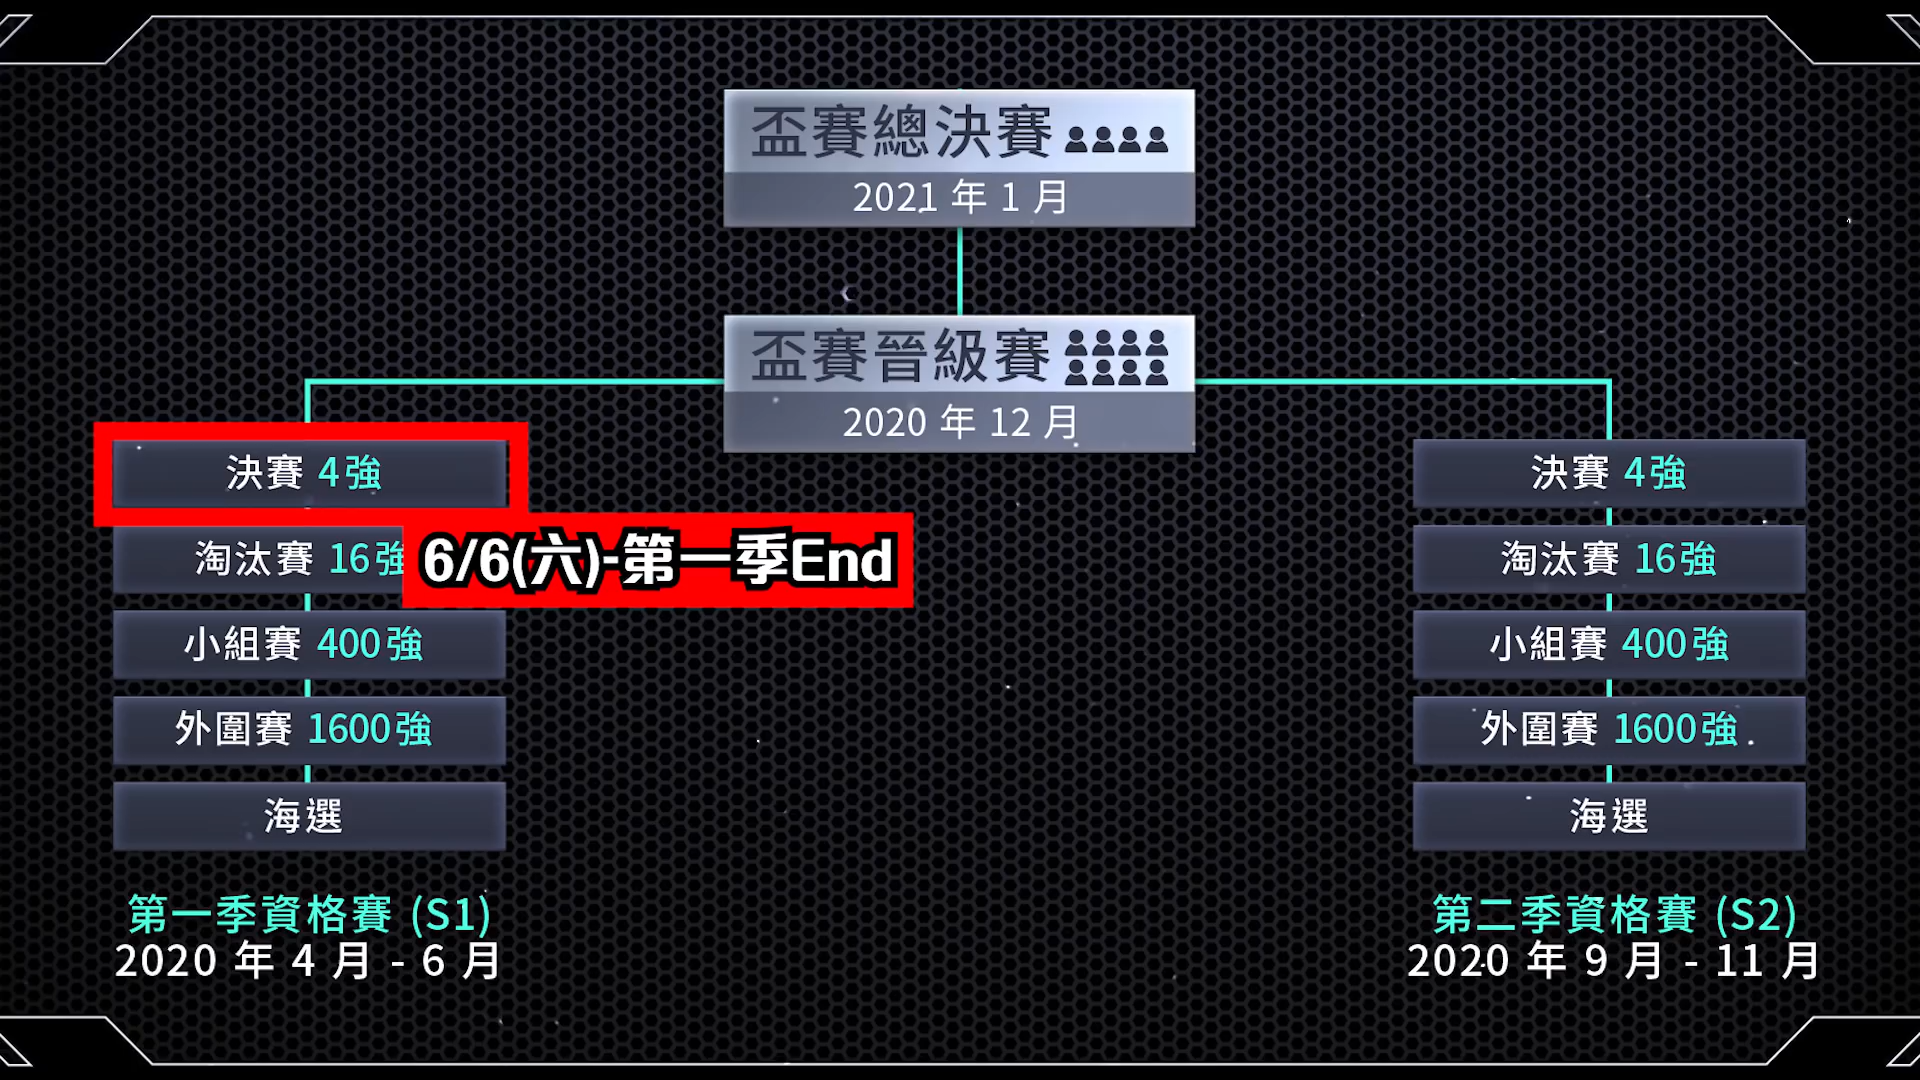 盃賽總決賽
2021 年 1 月
盃賽晉級賽
2020 年 12 月
決賽 4強
淘汰賽 16強
6/6(六)-第一季End
小組賽 400強
外圍賽 1600強
海選
第一季資格賽 (S1)
2020 年 4 月 - 6 月
決賽 4強
淘汰賽 16強
小組賽 400強
外圍賽 1600強
海選
第二季資格賽 (S2)
2020 年 9 月 - 11 月